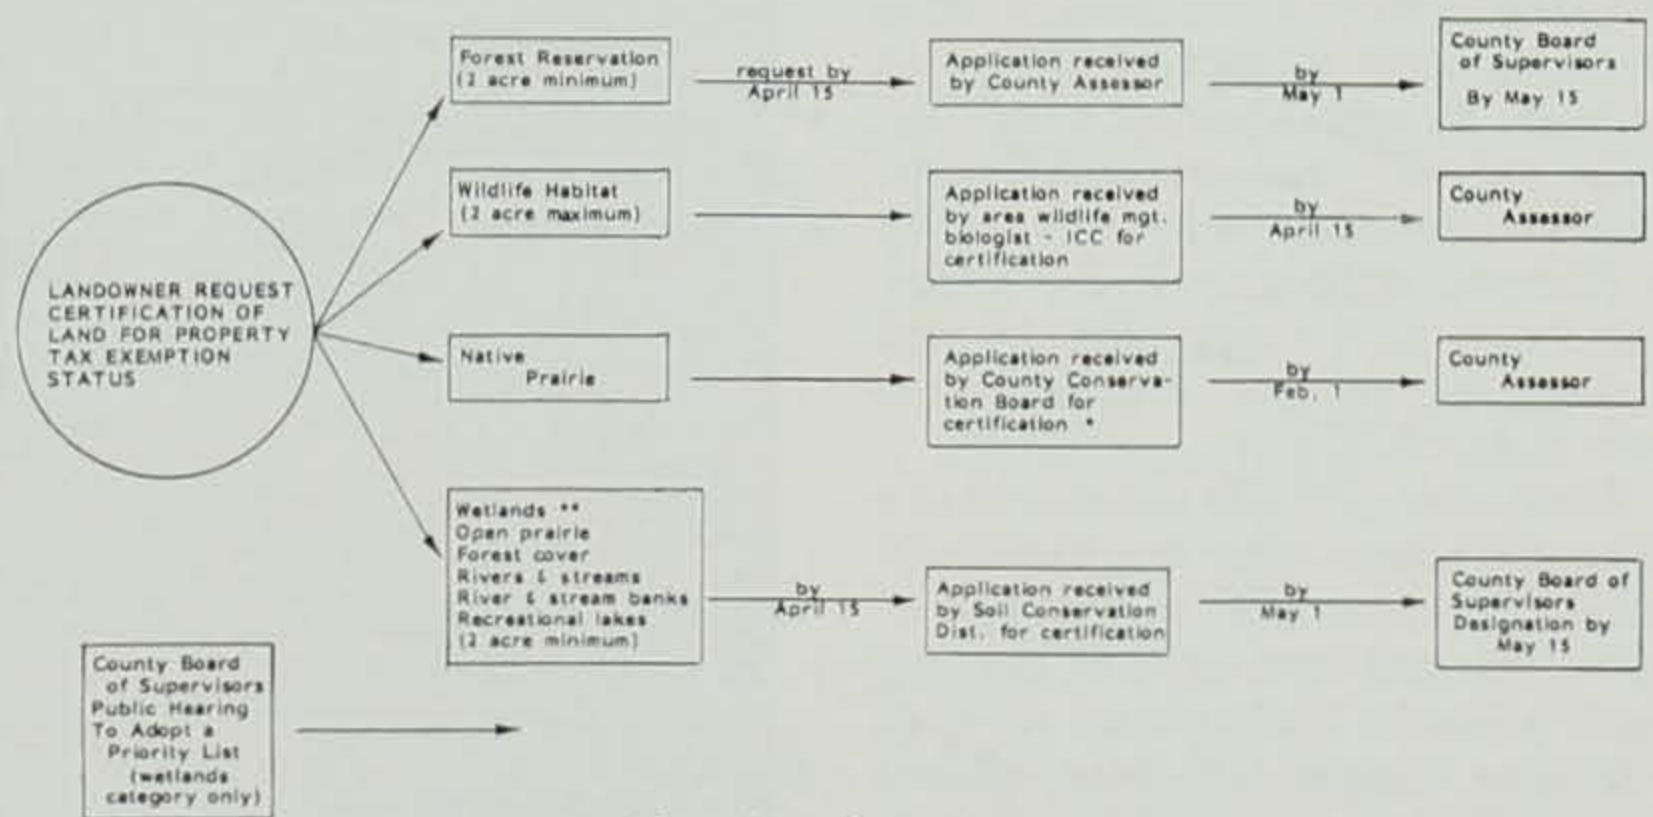 LANDOWNER REQUEST
CERTIFICATION OF
LAND FOR PROPERTY
TAX EXEMPTION
STATUS
Forest Reservation
(2 acre minimum)
request by
April 15
Application received
by County Assessor
by
May 1
County Board
of Supervisors
By May 15
Wildlife Habitat
(2 acre maximum)
Application received
by area wildlife mgt.
biologist - ICC for
certification
by
April 15
County
Assessor
Native
Prairie
Application received
by County Conserva-
tion Board for
certification *
by
Feb. 1
County
Assessor
Wetlands **
Open prairie
Forest cover
Rivers & streams
River & stream banks
Recreational lakes
(2 acre minimum)
by
April 15
Application received
by Soil Conservation
Dist. for certification
by
May 1
County Board of
Supervisors
Designation by
May 15
County Board
of Supervisors
Public Hearing
To Adopt a
Priority List
(wetlands
category only)